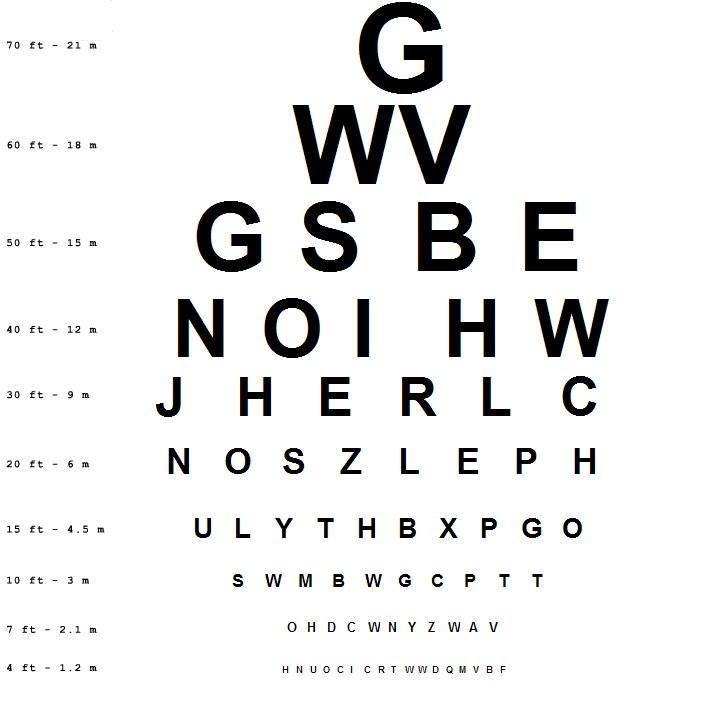 70 ft - 21 m G
60 ft - 18 m WV
50 ft - 15 m G S B E
40 ft - 12 m N O I H W
30 ft - 9 m J H E R L C
20 ft - 6 m N O S Z L E P H
15 ft - 4.5 m U L Y T H B X P G O
10 ft - 3 m S W M B W G C P T T
7 ft - 2.1 m O H D C W N Y Z W A V
4 ft - 1.2 m H N U O C I C R T W W D Q M V B F